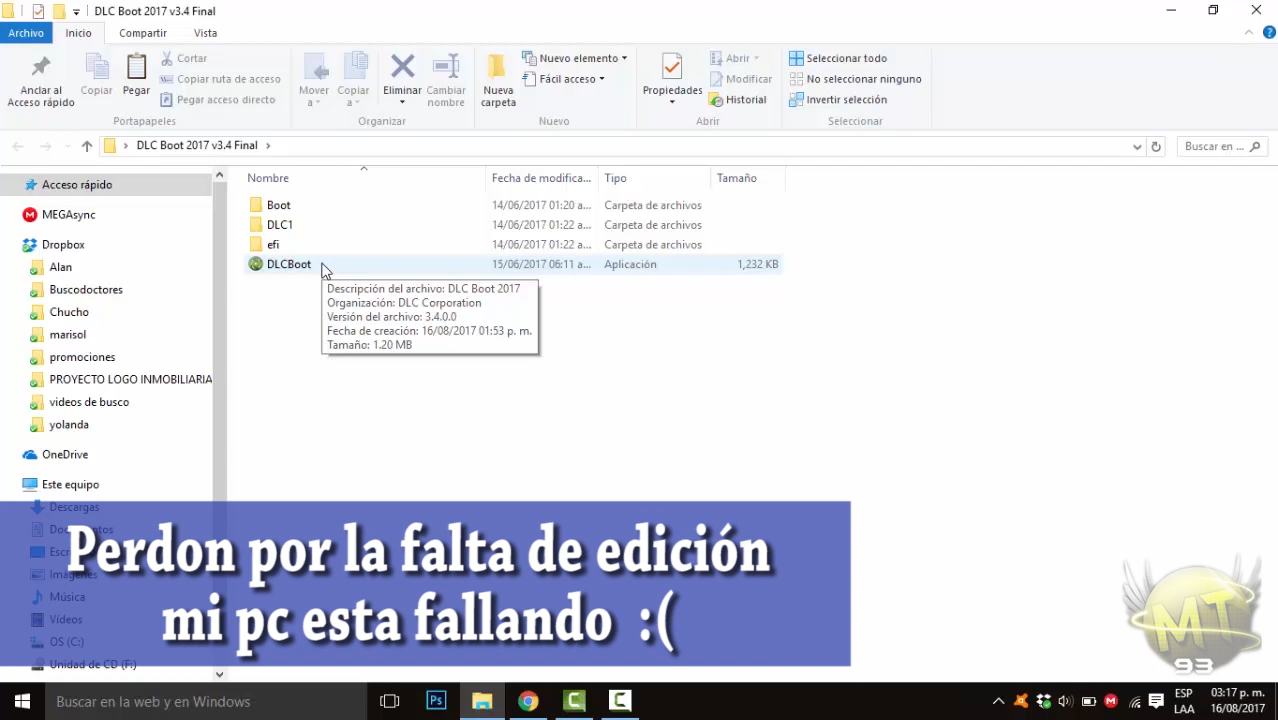 DLC Boot 2017 v3.4 Final
Archivo Inicio Compartir Vista
Anclar al Acceso rápido
Copiar
Pegar
Cortar
Copiar ruta de acceso
Pegar acceso directo
Portapapeles
Mover a
Copiar a
Eliminar
Cambiar nombre
Organizar
Nueva carpeta
Nuevo elemento
Fácil acceso
Nuevo
Propiedades
Abrir
Modificar
Historial
Abrir
Seleccionar todo
No seleccionar ninguno
Invertir selección
Seleccionar
DLC Boot 2017 v3.4 Final
Buscar en ...
Nombre Fecha de modifica... Tipo Tamaño
Boot 14/06/2017 01:20 a... Carpeta de archivos
DLC1 14/06/2017 01:22 a... Carpeta de archivos
efi 14/06/2017 01:22 a... Carpeta de archivos
DLCBoot 15/06/2017 06:11 a... Aplicación 1,232 KB
Descripción del archivo: DLC Boot 2017
Organización: DLC Corporation
Versión del archivo: 3.4.0.0
Fecha de creación: 16/08/2017 01:53 p. m.
Tamaño: 1.20 MB
Acceso rápido
MEGAsync
Dropbox
Alan
Buscodoctores
Chucho
marisol
promociones
PROYECTO LOGO INMOBILIARIA
videos de busco
yolanda
OneDrive
Este equipo
Descargas
Imágenes
Música
Vídeos
OS (C:)
Unidad de CD (F:)
Perdon por la falta de edición
mi pc esta fallando :(
MT
93
Buscar en la web y en Windows
Ps
ESP
LAA
03:17 p. m.
16/08/2017